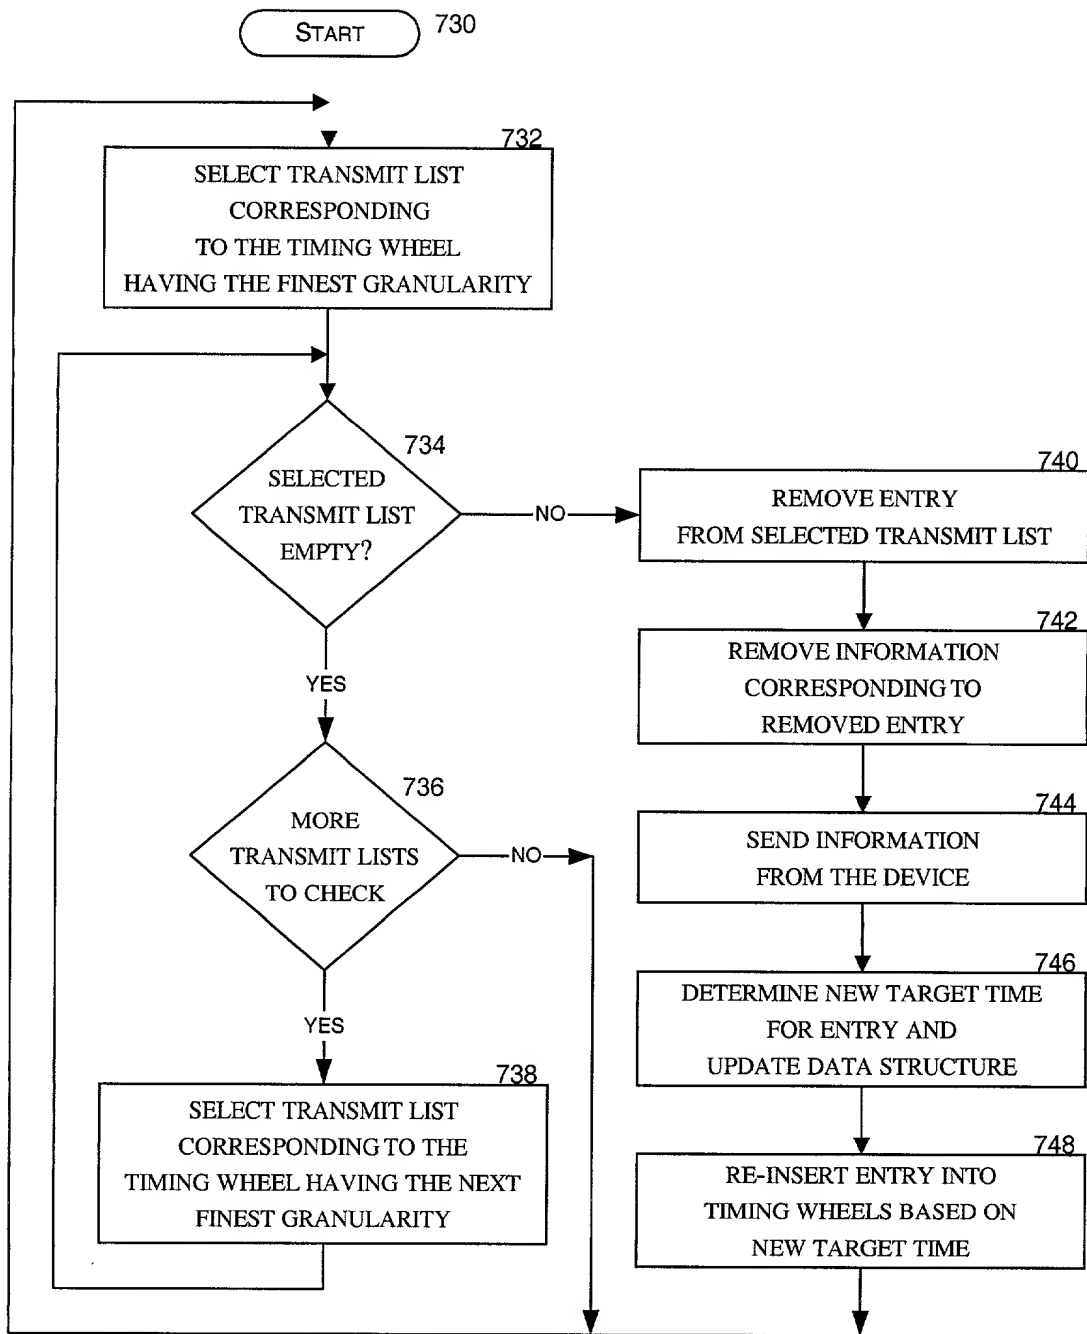 START
730
732
SELECT TRANSMIT LIST
CORRESPONDING
TO THE TIMING WHEEL
HAVING THE FINEST GRANULARITY
734
SELECTED
TRANSMIT LIST
EMPTY?
NO
YES
736
MORE
TRANSMIT LISTS
TO CHECK
NO
YES
738
SELECT TRANSMIT LIST
CORRESPONDING TO THE
TIMING WHEEL HAVING THE NEXT
FINEST GRANULARITY
740
REMOVE ENTRY
FROM SELECTED TRANSMIT LIST
742
REMOVE INFORMATION
CORRESPONDING TO
REMOVED ENTRY
744
SEND INFORMATION
FROM THE DEVICE
746
DETERMINE NEW TARGET TIME
FOR ENTRY AND
UPDATE DATA STRUCTURE
748
RE-INSERT ENTRY INTO
TIMING WHEELS BASED ON
NEW TARGET TIME